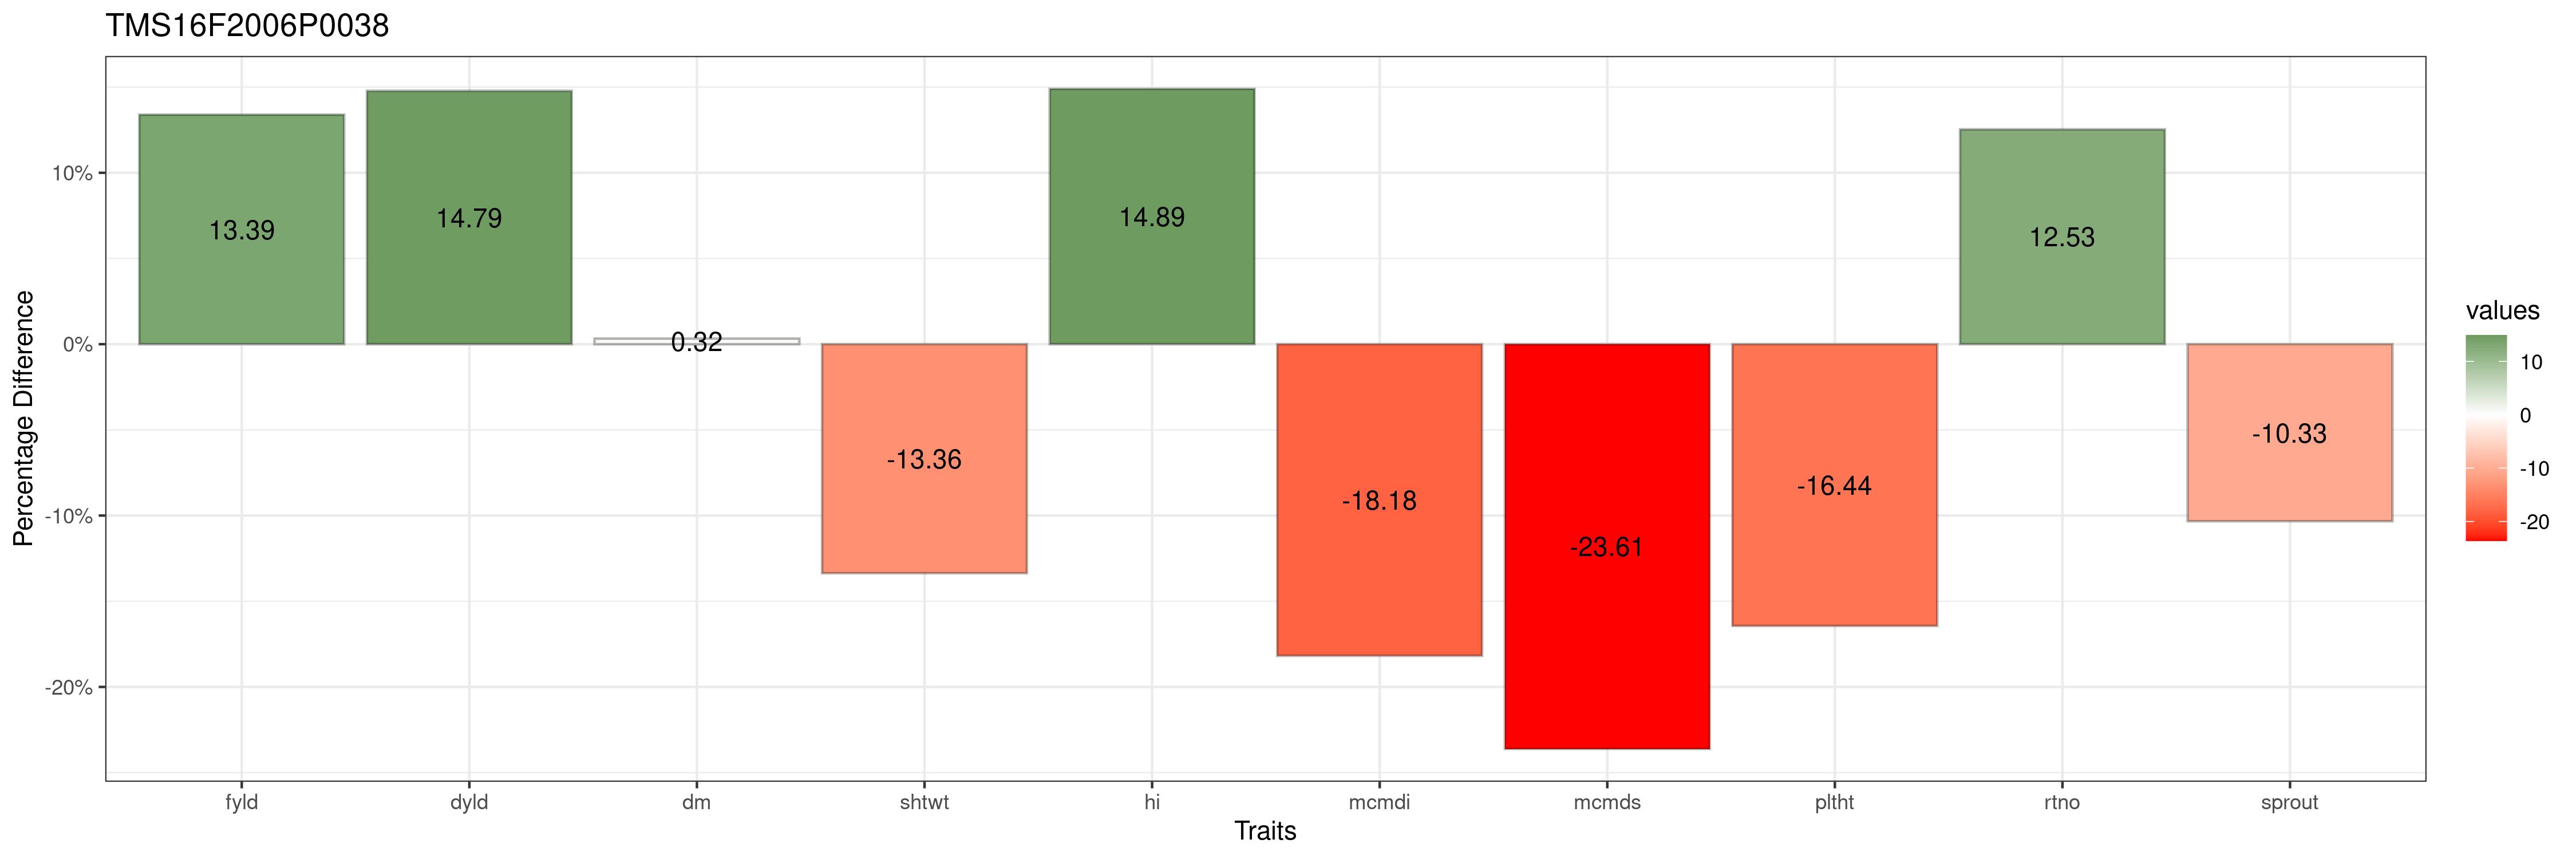 TMS16F2006P0038
Percentage Difference
10%
0%
-10%
-20%
13.39
14.79
0.32
-13.36
14.89
-18.18
-23.61
-16.44
12.53
-10.33
fyld
dyld
dm
shtwt
hi
mcmdi
mcmds
pltht
rtno
sprout
Traits
values
10
0
-10
-20